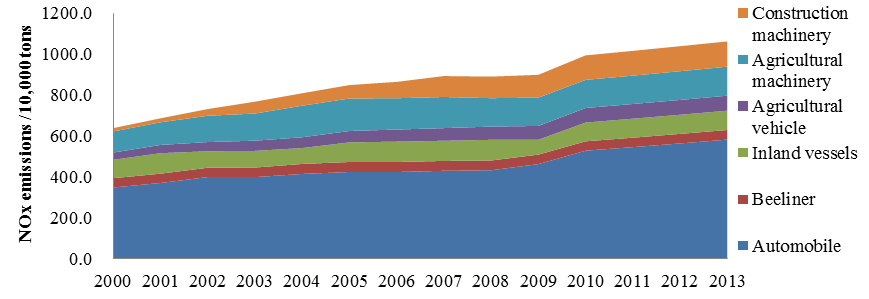 1200.0
1000.0
800.0
600.0
400.0
200.0
0.0
NOx emissions /10,000 tons
2000 2001 2002 2003 2004 2005 2006 2007 2008 2009 2010 2011 2012 2013
Construction
machinery
Agricultural
machinery
Agricultural
vehicle
Inland vessels
Beeliner
Automobile